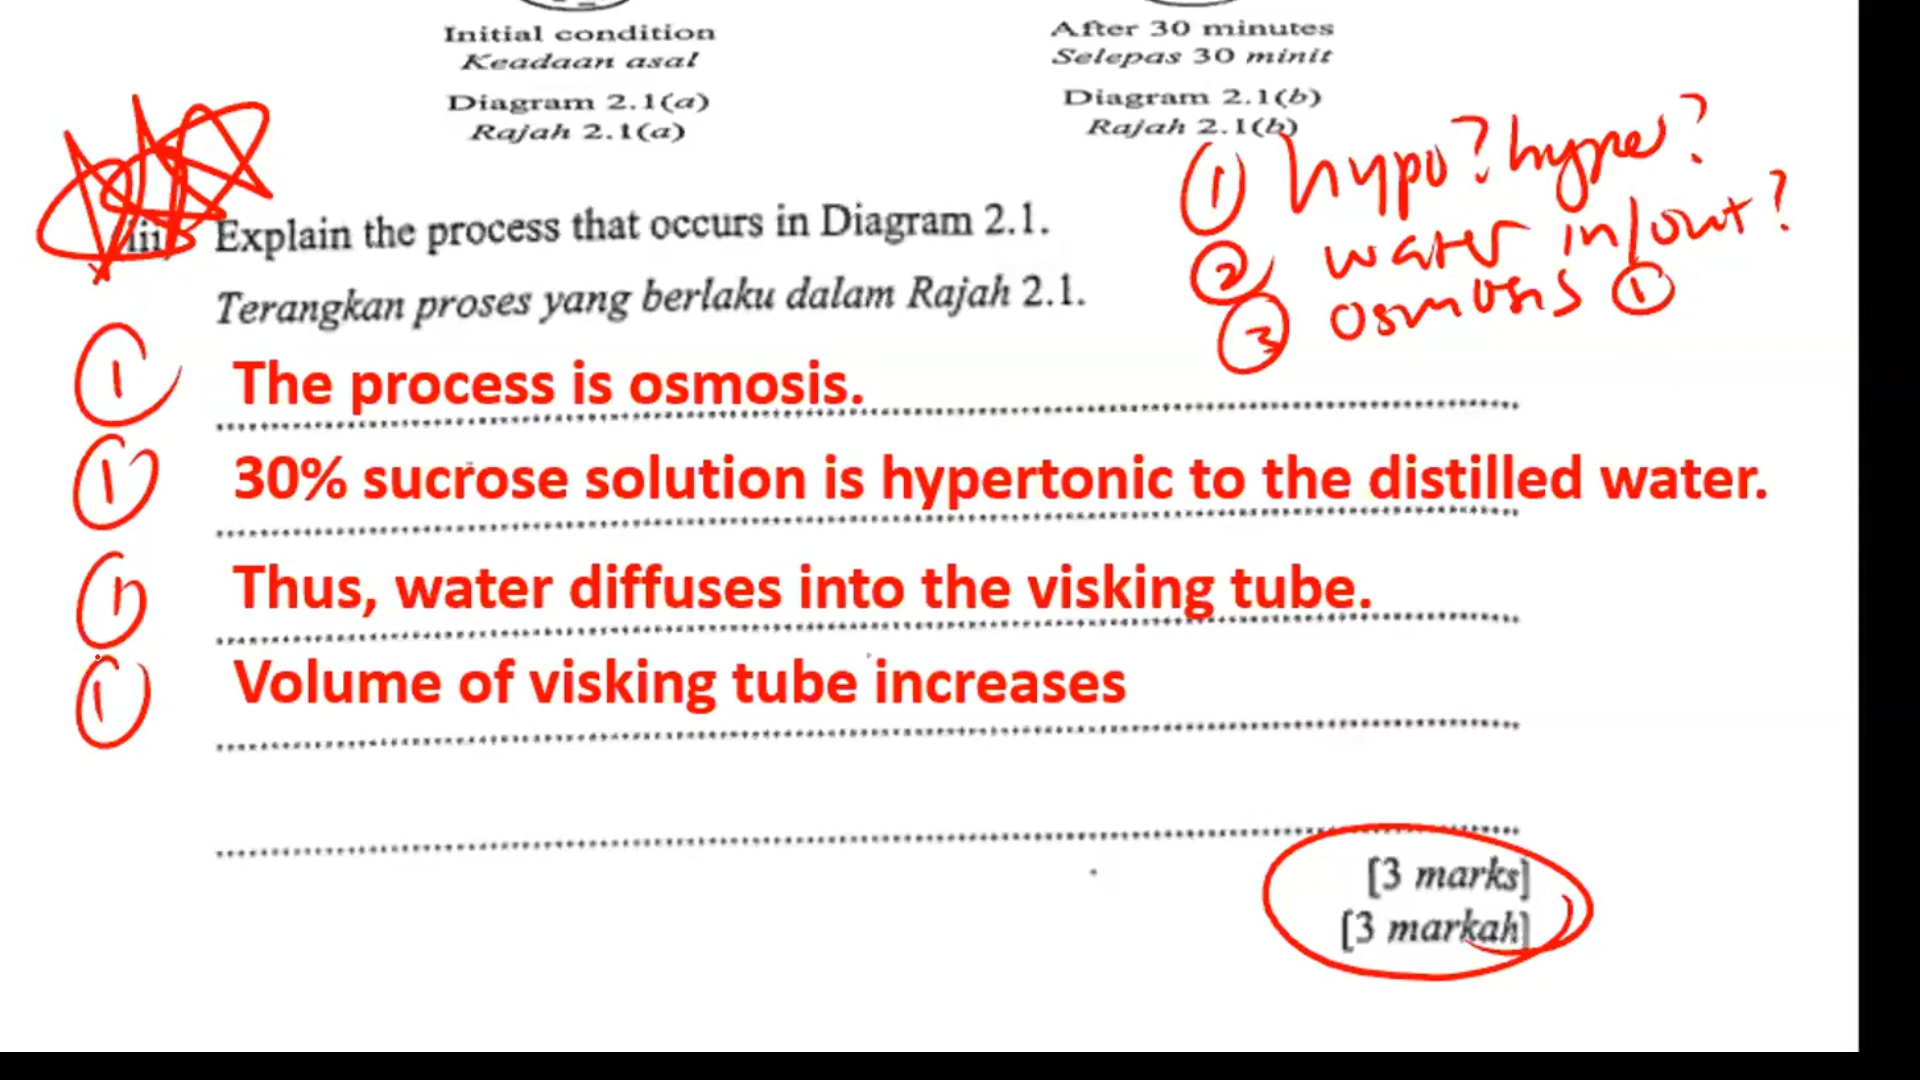 Initial condition
Keadaan asal
Diagram 2.1(a)
Rajah 2.1(a)
After 30 minutes
Selepas 30 minit
Diagram 2.1(b)
Rajah 2.1(b)
① hypo? hyper?
② water in/out?
③ osmosis ①
iii) Explain the process that occurs in Diagram 2.1.
Terangkan proses yang berlaku dalam Rajah 2.1.
① The process is osmosis.
① 30% sucrose solution is hypertonic to the distilled water.
① Thus, water diffuses into the visking tube.
① Volume of visking tube increases
[3 marks]
[3 markah]